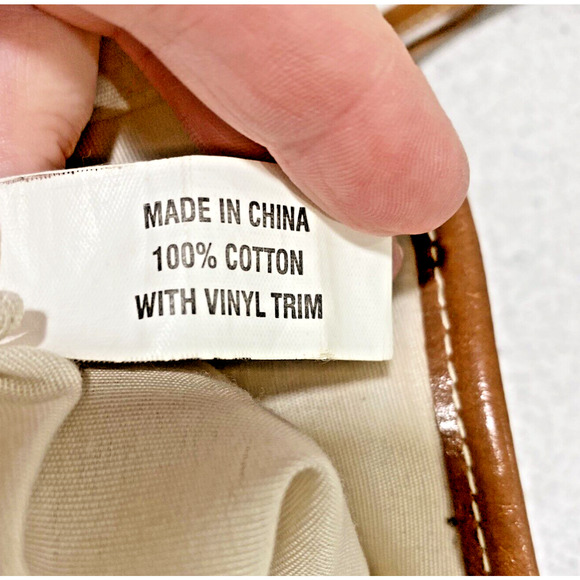 MADE IN CHINA
100% COTTON
WITH VINYL TRIM